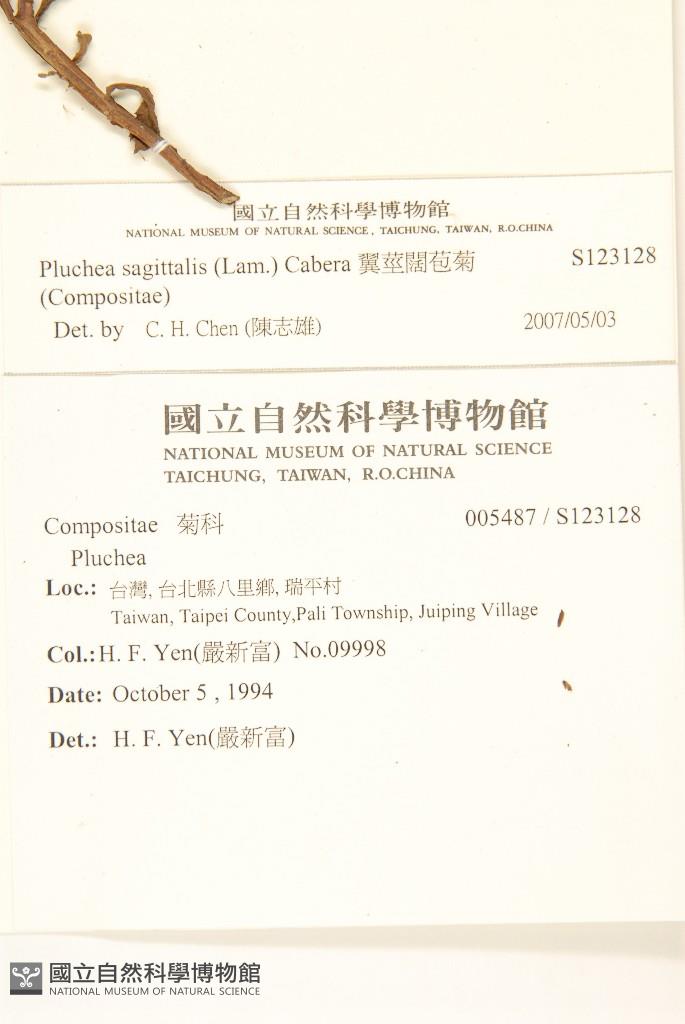 國立自然科學博物館
NATIONAL MUSEUM OF NATURAL SCIENCE, TAICHUNG, TAIWAN, R.O.CHINA
Pluchea sagittalis (Lam.) Cabera 翼莖闊苞菊 S123128
(Compositae)
Det. by C. H. Chen (陳志雄) 2007/05/03
國立自然科學博物館
NATIONAL MUSEUM OF NATURAL SCIENCE
TAICHUNG, TAIWAN, R.O.CHINA
Compositae 菊科 005487 / S123128
Pluchea
Loc.: 台灣, 台北縣八里鄉, 瑞平村
Taiwan, Taipei County,Pali Township, Juiping Village
Col.:H. F. Yen(嚴新富) No.09998
Date: October 5 , 1994
Det.: H. F. Yen(嚴新富)
國立自然科學博物館
NATIONAL MUSEUM OF NATURAL SCIENCE